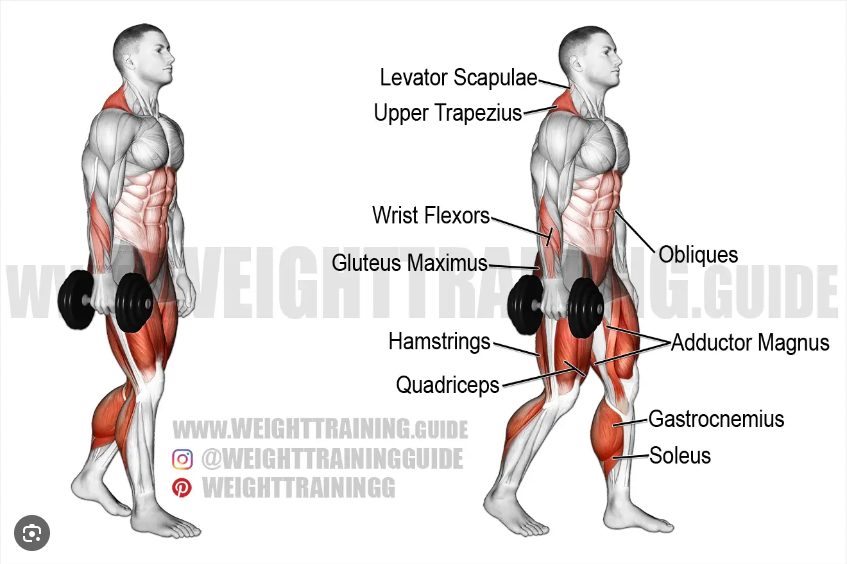 Levator Scapulae
Upper Trapezius
Wrist Flexors
Obliques
Gluteus Maximus
WWW.WEIGHTTRAINING.GUIDE
Hamstrings
Adductor Magnus
Quadriceps
Gastrocnemius
WWW.WEIGHTTRAINING.GUIDE
Soleus
@WEIGHTTRAININGGUIDE
WEIGHTTRAININGG